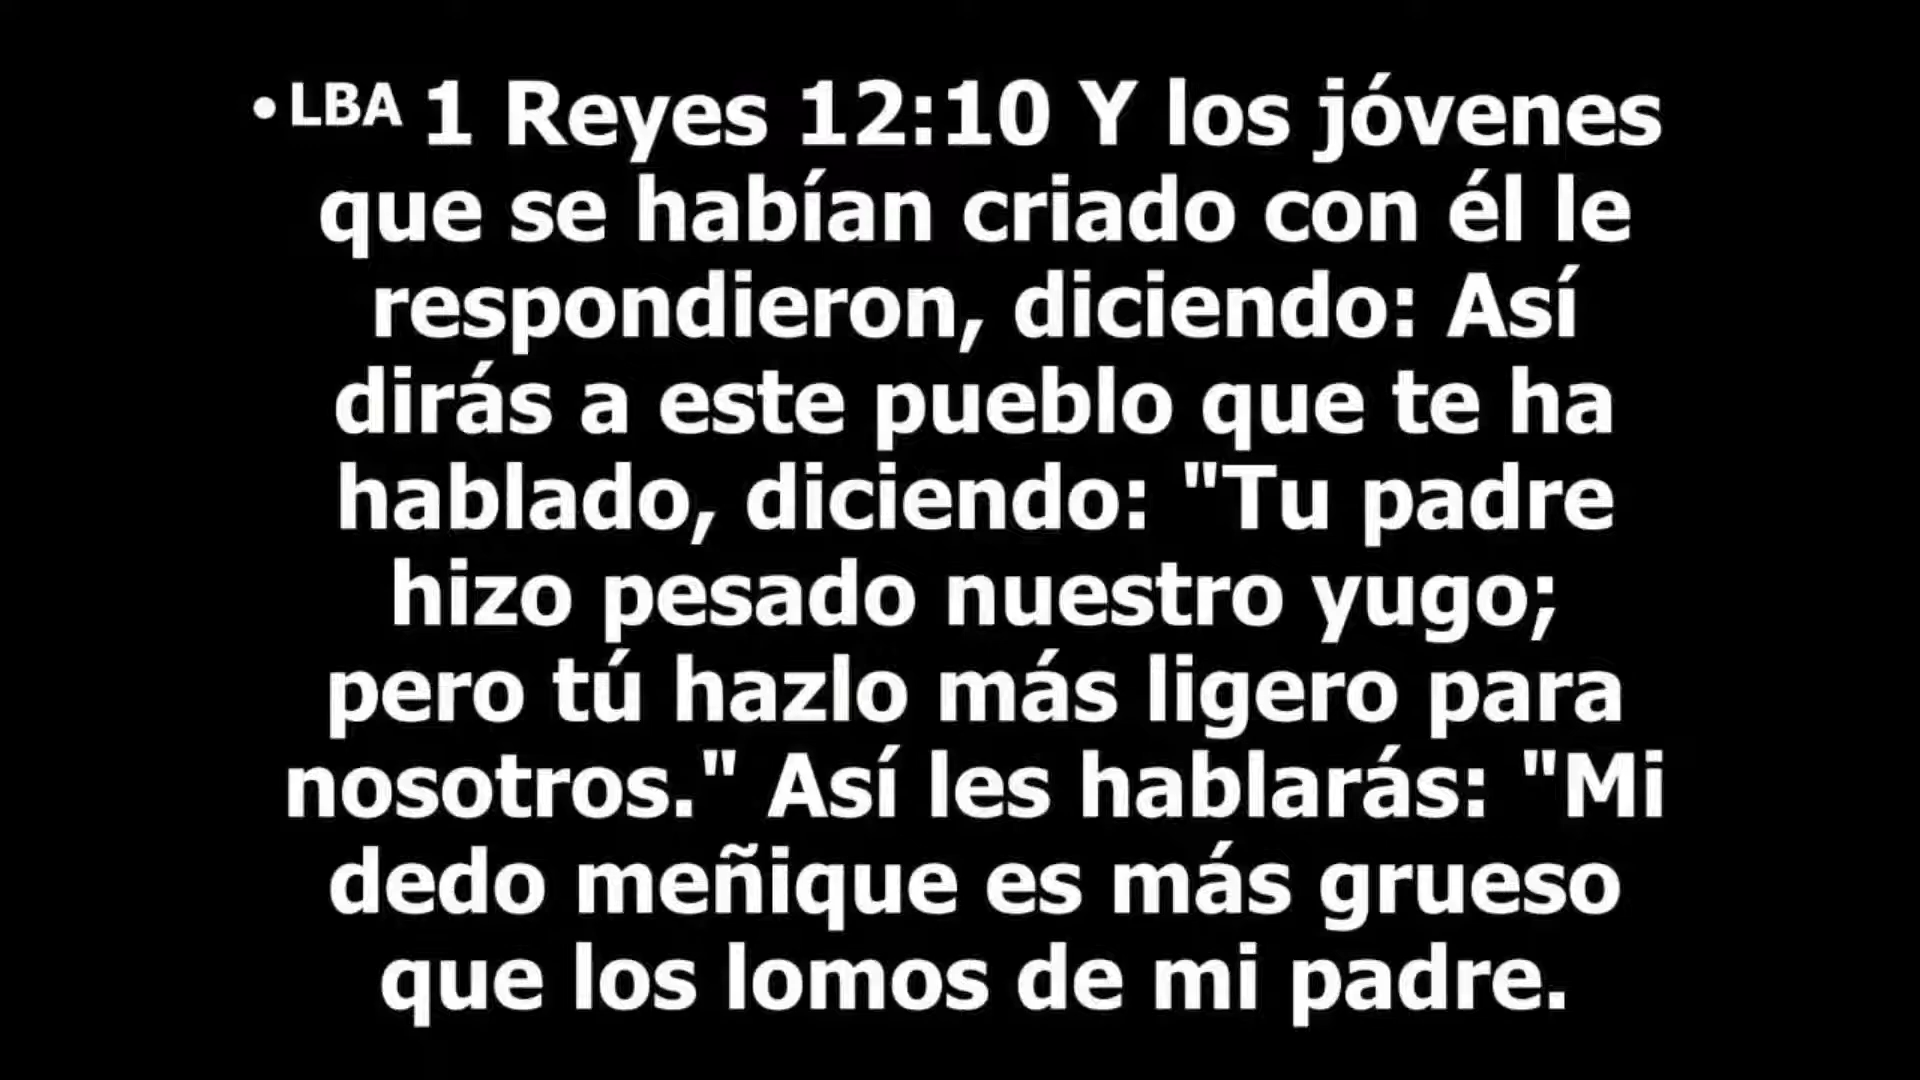 • LBA 1 Reyes 12:10 Y los jóvenes
que se habían criado con él le
respondieron, diciendo: Así
dirás a este pueblo que te ha
hablado, diciendo: "Tu padre
hizo pesado nuestro yugo;
pero tú hazlo más ligero para
nosotros." Así les hablarás: "Mi
dedo meñique es más grueso
que los lomos de mi padre.